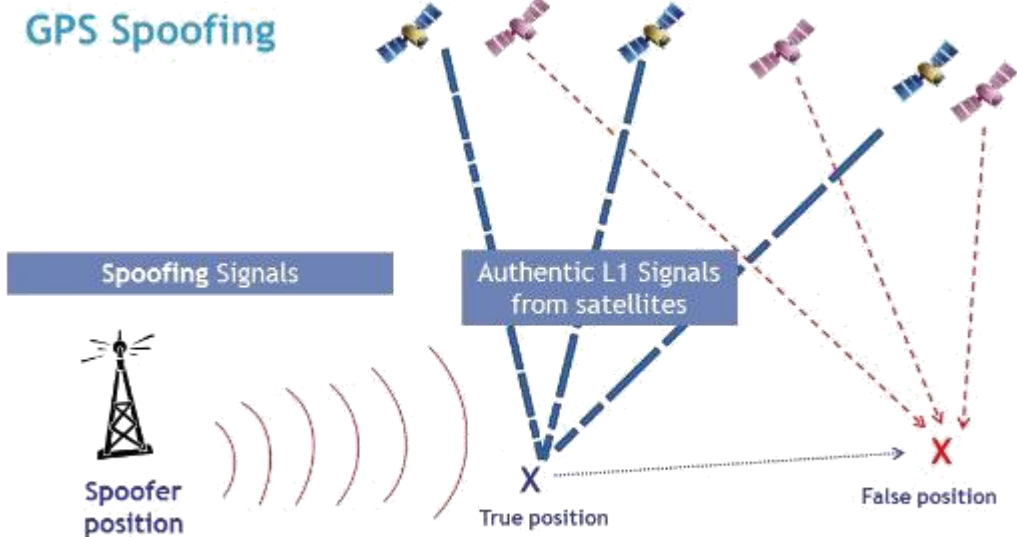 GPS Spoofing
Spoofing Signals
Authentic L1 Signals
from satellites
Spoofer
position
X
True position
X
False position